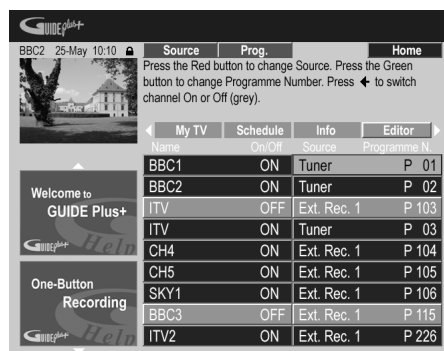 GUIDE Plus+
BBC2 25-May 10:10 Source Prog. Home
Press the Red button to change Source. Press the Green
button to change Programme Number. Press ← to switch
channel On or Off (grey).
My TV Schedule Info Editor
Name On/Off Source Programme N.
BBC1 ON Tuner P 01
BBC2 ON Tuner P 02
ITV OFF Ext. Rec. 1 P 103
ITV ON Tuner P 03
CH4 ON Ext. Rec. 1 P 104
CH5 ON Ext. Rec. 1 P 105
SKY1 ON Ext. Rec. 1 P 106
BBC3 OFF Ext. Rec. 1 P 115
ITV2 ON Ext. Rec. 1 P 226
Welcome to
GUIDE Plus+
GUIDE Plus+ Help
One-Button
Recording
GUIDE Plus+ Help